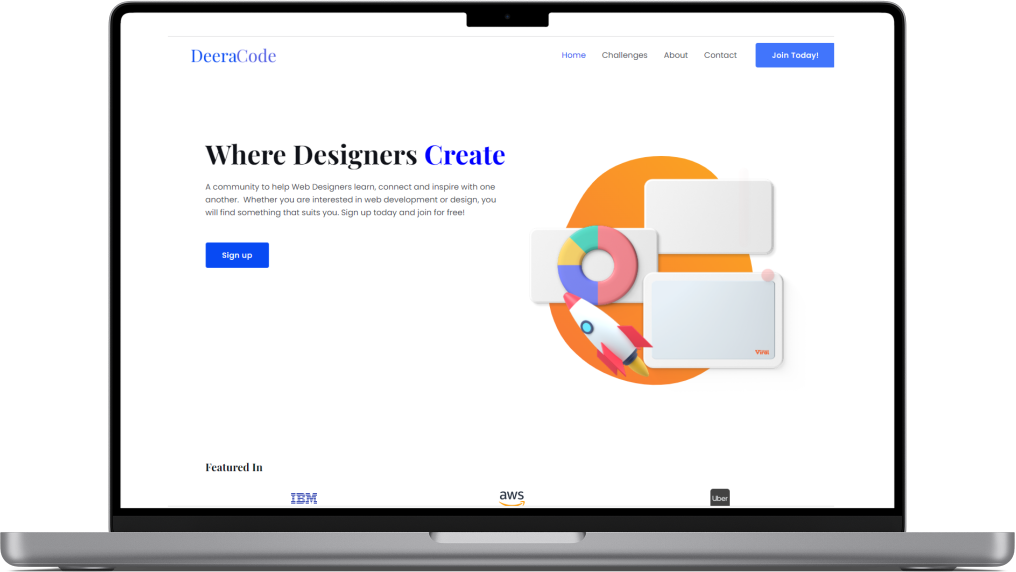 DeeraCode
Home Challenges About Contact Join Today!
Where Designers Create
A community to help Web Designers learn, connect and inspire with one
another. Whether you are interested in web development or design, you
will find something that suits you. Sign up today and join for free!
Sign up
Featured In
IBM aws Uber